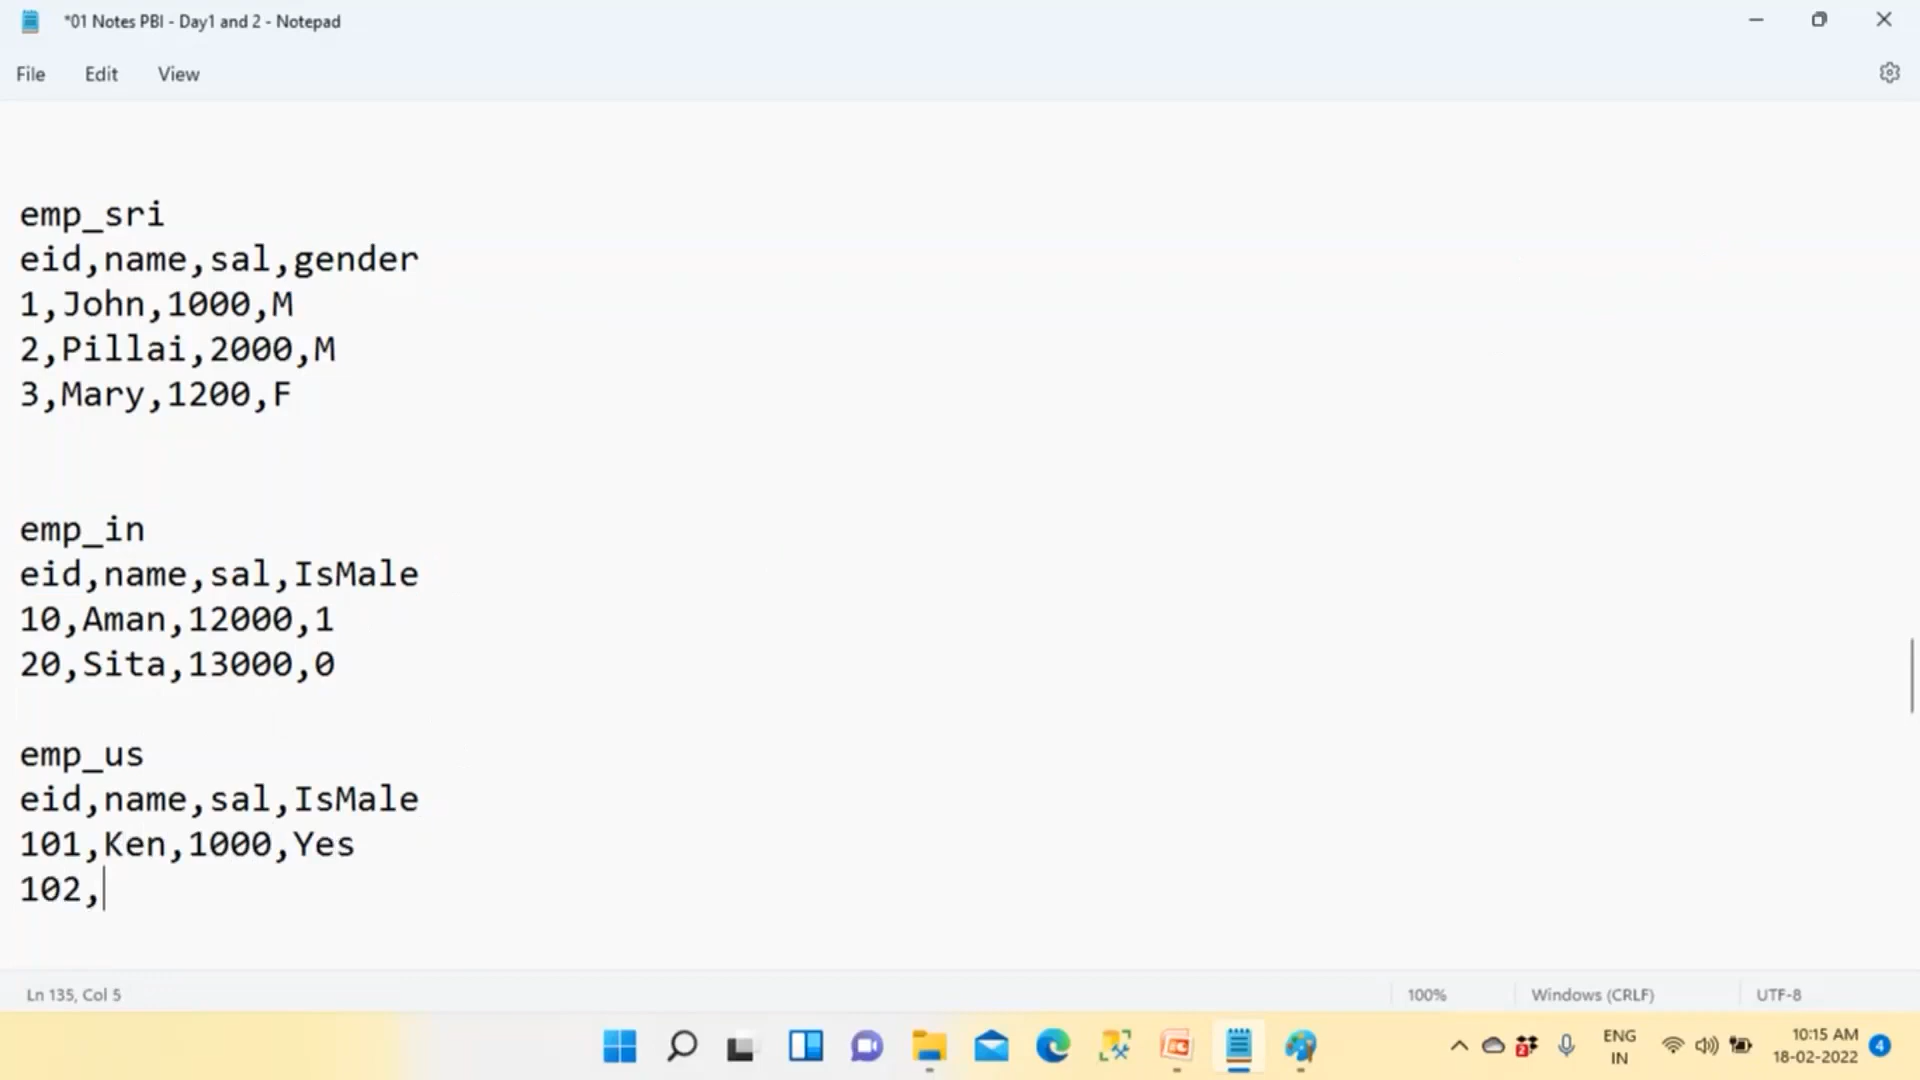 *01 Notes PBI - Day1 and 2 - Notepad
File Edit View
emp_sri
eid,name,sal,gender
1,John,1000,M
2,Pillai,2000,M
3,Mary,1200,F
emp_in
eid,name,sal,IsMale
10,Aman,12000,1
20,Sita,13000,0
emp_us
eid,name,sal,IsMale
101,Ken,1000,Yes
102,
Ln 135, Col 5 100% Windows (CRLF) UTF-8
ENG 10:15 AM
IN 18-02-2022 4